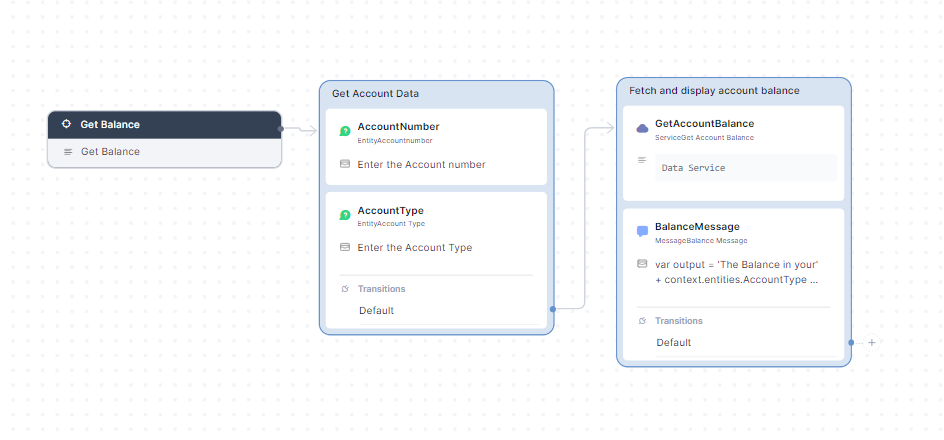 Get Balance
Get Balance
Get Account Data
AccountNumber
EntityAccountnumber
Enter the Account number
AccountType
EntityAccount Type
Enter the Account Type
Transitions
Default
Fetch and display account balance
GetAccountBalance
ServiceGet Account Balance
Data Service
BalanceMessage
MessageBalance Message
var output = 'The Balance in your'
+ context.entities.AccountType ...
Transitions
Default